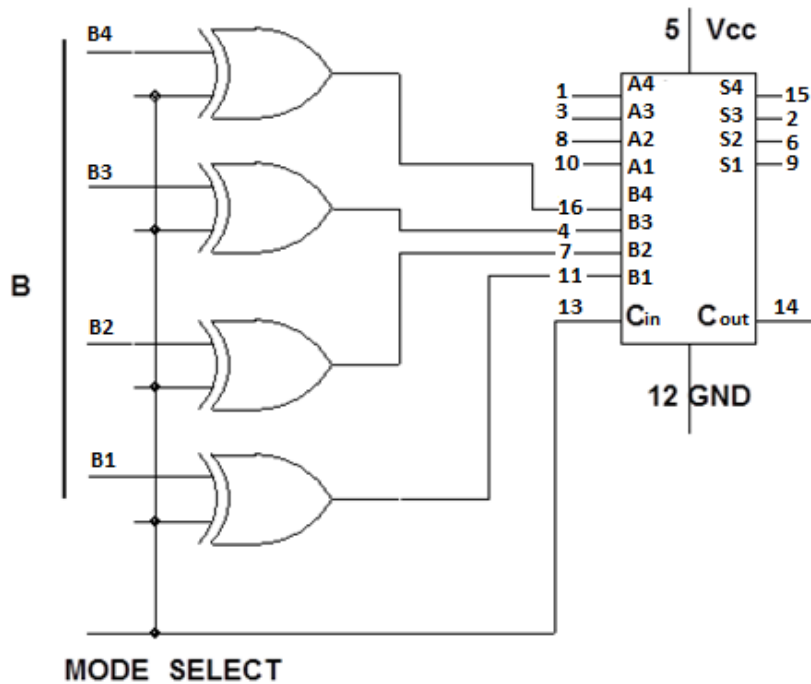 B4
5 Vcc
1 A4 S4 15
3 A3 S3 2
8 A2 S2 6
10 A1 S1 9
B3
16 B4
4 B3
7 B2
11 B1
B
13 Cin Cout 14
B2
12 GND
B1
MODE SELECT